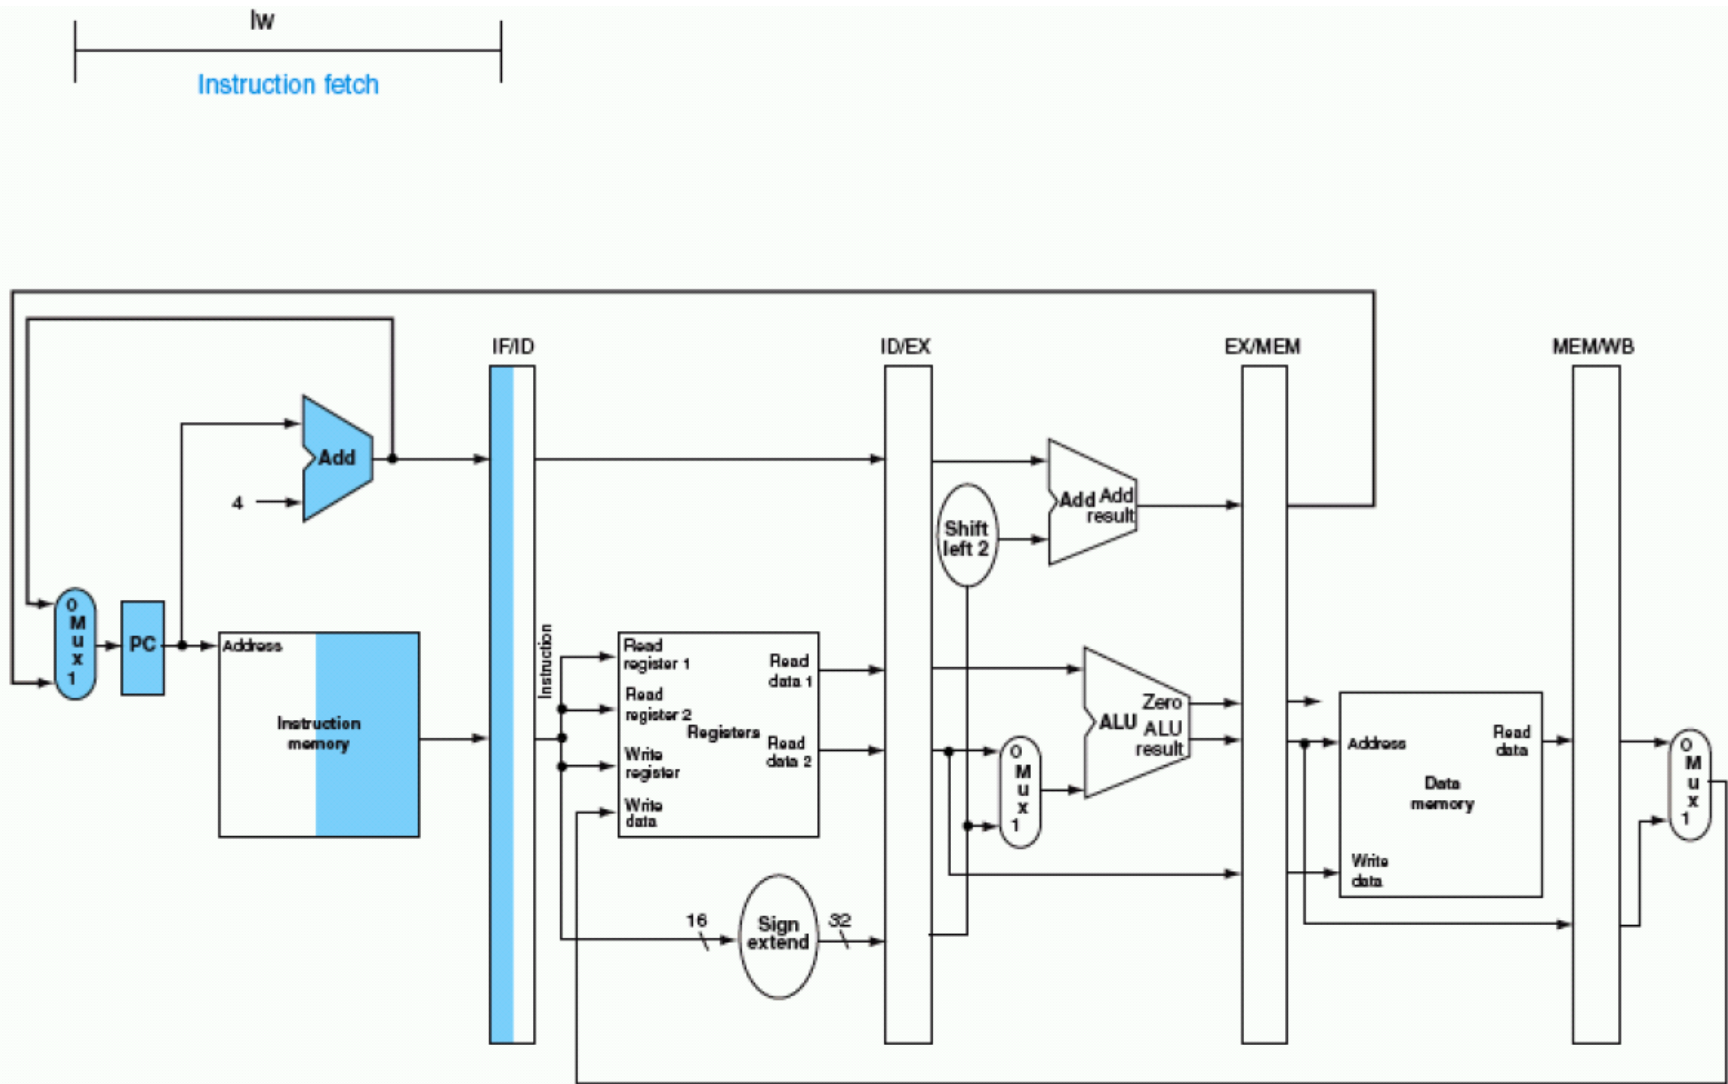 lw
Instruction fetch
IF/ID
ID/EX
EX/MEM
MEM/WB
Add
4
Add
Add
result
Shift
left 2
0
M
u
x
1
PC
Address
Instruction
memory
Instruction
Read
register 1
Read
register 2
Write
register
Write
data
Registers
Read
data 1
Read
data 2
0
M
u
x
1
Zero
ALU
ALU
result
Address
Read
data
Data
memory
Write
data
0
M
u
x
1
16
Sign
extend
32